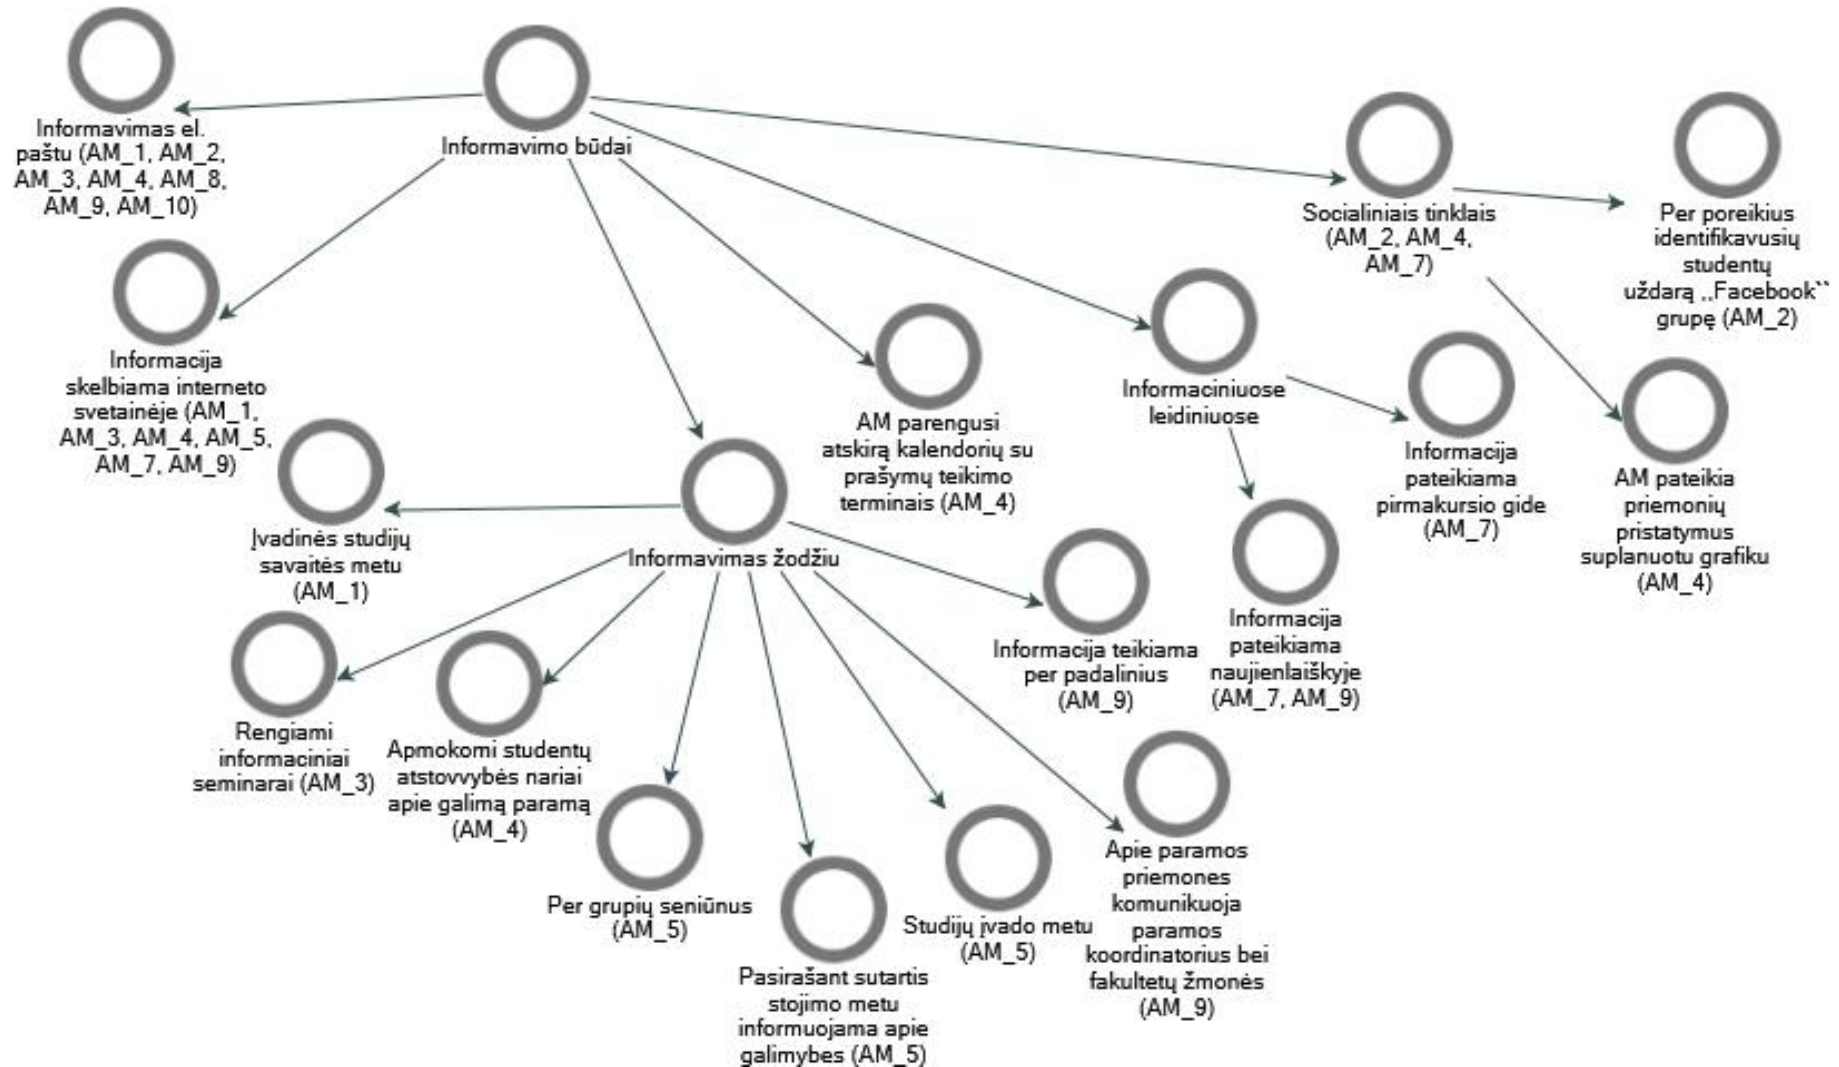 Informavimas el.
paštu (AM_1, AM_2,
AM_3, AM_4, AM_8,
AM_9, AM_10)
Informavimo būdai
Socialiniais tinklais
(AM_2, AM_4,
AM_7)
Per poreikius
identifikavusių
studentų
uždarą ,,Facebook``
grupę (AM_2)
Informacija
skelbiama interneto
svetainėje (AM_1,
AM_3, AM_4, AM_5,
AM_7, AM_9)
AM parengusi
atskirą kalendorių su
prašymų teikimo
terminais (AM_4)
Informaciniuose
leidiniuose
Informacija
pateikiama
pirmakursio gide
(AM_7)
AM pateikia
priemonių
pristatymus
suplanuotu grafiku
(AM_4)
Įvadinės studijų
savaitės metu
(AM_1)
Informavimas žodžiu
Informacija teikiama
per padalinius
(AM_9)
Informacija
pateikiama
naujienlaiškyje
(AM_7, AM_9)
Rengiami
informaciniai
seminarai (AM_3)
Apmokomi studentų
atstovvybės nariai
apie galimą paramą
(AM_4)
Per grupių seniūnus
(AM_5)
Pasirašant sutartis
stojimo metu
informuojama apie
galimybes (AM_5)
Studijų įvado metu
(AM_5)
Apie paramos
priemones
komunikuoja
paramos
koordinatorius bei
fakultetų žmonės
(AM_9)